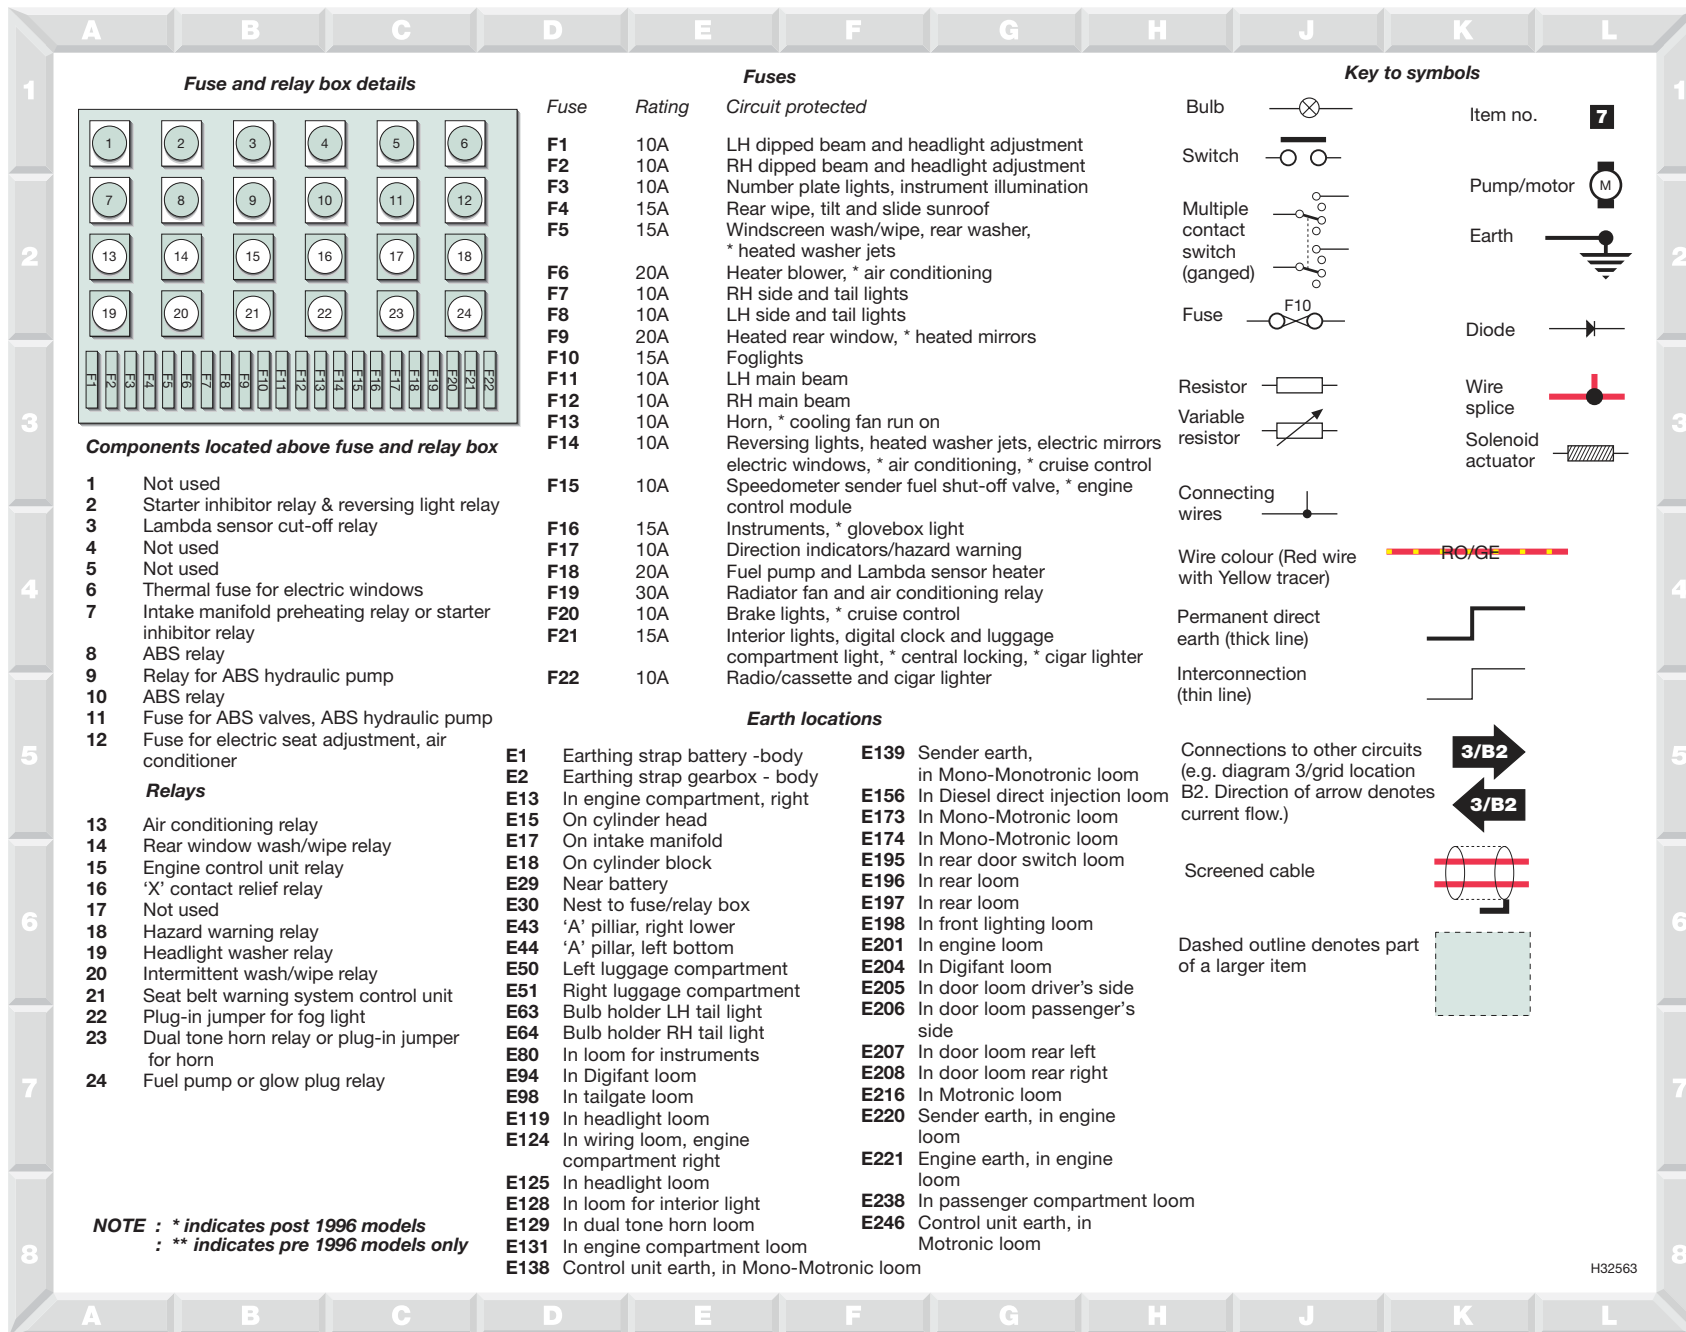 A B C D E F G H J K L
1
2
3
4
5
6
7
8
Fuse and relay box details
1 2 3 4 5 6
7 8 9 10 11 12
13 14 15 16 17 18
19 20 21 22 23 24
F1 F2 F3 F4 F5 F6 F7 F8 F9 F10 F11 F12 F13 F14 F15 F16 F17 F18 F19 F20 F21 F22
Components located above fuse and relay box
1 Not used
2 Starter inhibitor relay & reversing light relay
3 Lambda sensor cut-off relay
4 Not used
5 Not used
6 Thermal fuse for electric windows
7 Intake manifold preheating relay or starter
inhibitor relay
8 ABS relay
9 Relay for ABS hydraulic pump
10 ABS relay
11 Fuse for ABS valves, ABS hydraulic pump
12 Fuse for electric seat adjustment, air
conditioner
Relays
13 Air conditioning relay
14 Rear window wash/wipe relay
15 Engine control unit relay
16 ‘X’ contact relief relay
17 Not used
18 Hazard warning relay
19 Headlight washer relay
20 Intermittent wash/wipe relay
21 Seat belt warning system control unit
22 Plug-in jumper for fog light
23 Dual tone horn relay or plug-in jumper
for horn
24 Fuel pump or glow plug relay
NOTE : * indicates post 1996 models
: ** indicates pre 1996 models only
Fuses
Fuse Rating Circuit protected
F1 10A LH dipped beam and headlight adjustment
F2 10A RH dipped beam and headlight adjustment
F3 10A Number plate lights, instrument illumination
F4 15A Rear wipe, tilt and slide sunroof
F5 15A Windscreen wash/wipe, rear washer,
* heated washer jets
F6 20A Heater blower, * air conditioning
F7 10A RH side and tail lights
F8 10A LH side and tail lights
F9 20A Heated rear window, * heated mirrors
F10 15A Foglights
F11 10A LH main beam
F12 10A RH main beam
F13 10A Horn, * cooling fan run on
F14 10A Reversing lights, heated washer jets, electric mirrors
electric windows, * air conditioning, * cruise control
F15 10A Speedometer sender fuel shut-off valve, * engine
control module
F16 15A Instruments, * glovebox light
F17 10A Direction indicators/hazard warning
F18 20A Fuel pump and Lambda sensor heater
F19 30A Radiator fan and air conditioning relay
F20 10A Brake lights, * cruise control
F21 15A Interior lights, digital clock and luggage
compartment light, * central locking, * cigar lighter
F22 10A Radio/cassette and cigar lighter
Earth locations
E1 Earthing strap battery -body
E2 Earthing strap gearbox - body
E13 In engine compartment, right
E15 On cylinder head
E17 On intake manifold
E18 On cylinder block
E29 Near battery
E30 Nest to fuse/relay box
E43 ‘A’ pilliar, right lower
E44 ‘A’ pillar, left bottom
E50 Left luggage compartment
E51 Right luggage compartment
E63 Bulb holder LH tail light
E64 Bulb holder RH tail light
E80 In loom for instruments
E94 In Digifant loom
E98 In tailgate loom
E119 In headlight loom
E124 In wiring loom, engine
compartment right
E125 In headlight loom
E128 In loom for interior light
E129 In dual tone horn loom
E131 In engine compartment loom
E138 Control unit earth, in Mono-Motronic loom
E139 Sender earth,
in Mono-Monotronic loom
E156 In Diesel direct injection loom
E173 In Mono-Motronic loom
E174 In Mono-Motronic loom
E195 In rear door switch loom
E196 In rear loom
E197 In rear loom
E198 In front lighting loom
E201 In engine loom
E204 In Digifant loom
E205 In door loom driver’s side
E206 In door loom passenger’s
side
E207 In door loom rear left
E208 In door loom rear right
E216 In Motronic loom
E220 Sender earth, in engine
loom
E221 Engine earth, in engine
loom
E238 In passenger compartment loom
E246 Control unit earth, in
Motronic loom
Key to symbols
Bulb
Switch
Multiple
contact
switch
(ganged)
Fuse F10
Resistor
Variable
resistor
Connecting
wires
Item no. 7
Pump/motor M
Earth
Diode
Wire
splice
Solenoid
actuator
Wire colour (Red wire
with Yellow tracer)
RO/GE
Permanent direct
earth (thick line)
Interconnection
(thin line)
Connections to other circuits
(e.g. diagram 3/grid location
B2. Direction of arrow denotes
current flow.)
3/B2
3/B2
Screened cable
Dashed outline denotes part
of a larger item
H32563
1
2
3
4
5
6
7
8
A B C D E F G H J K L